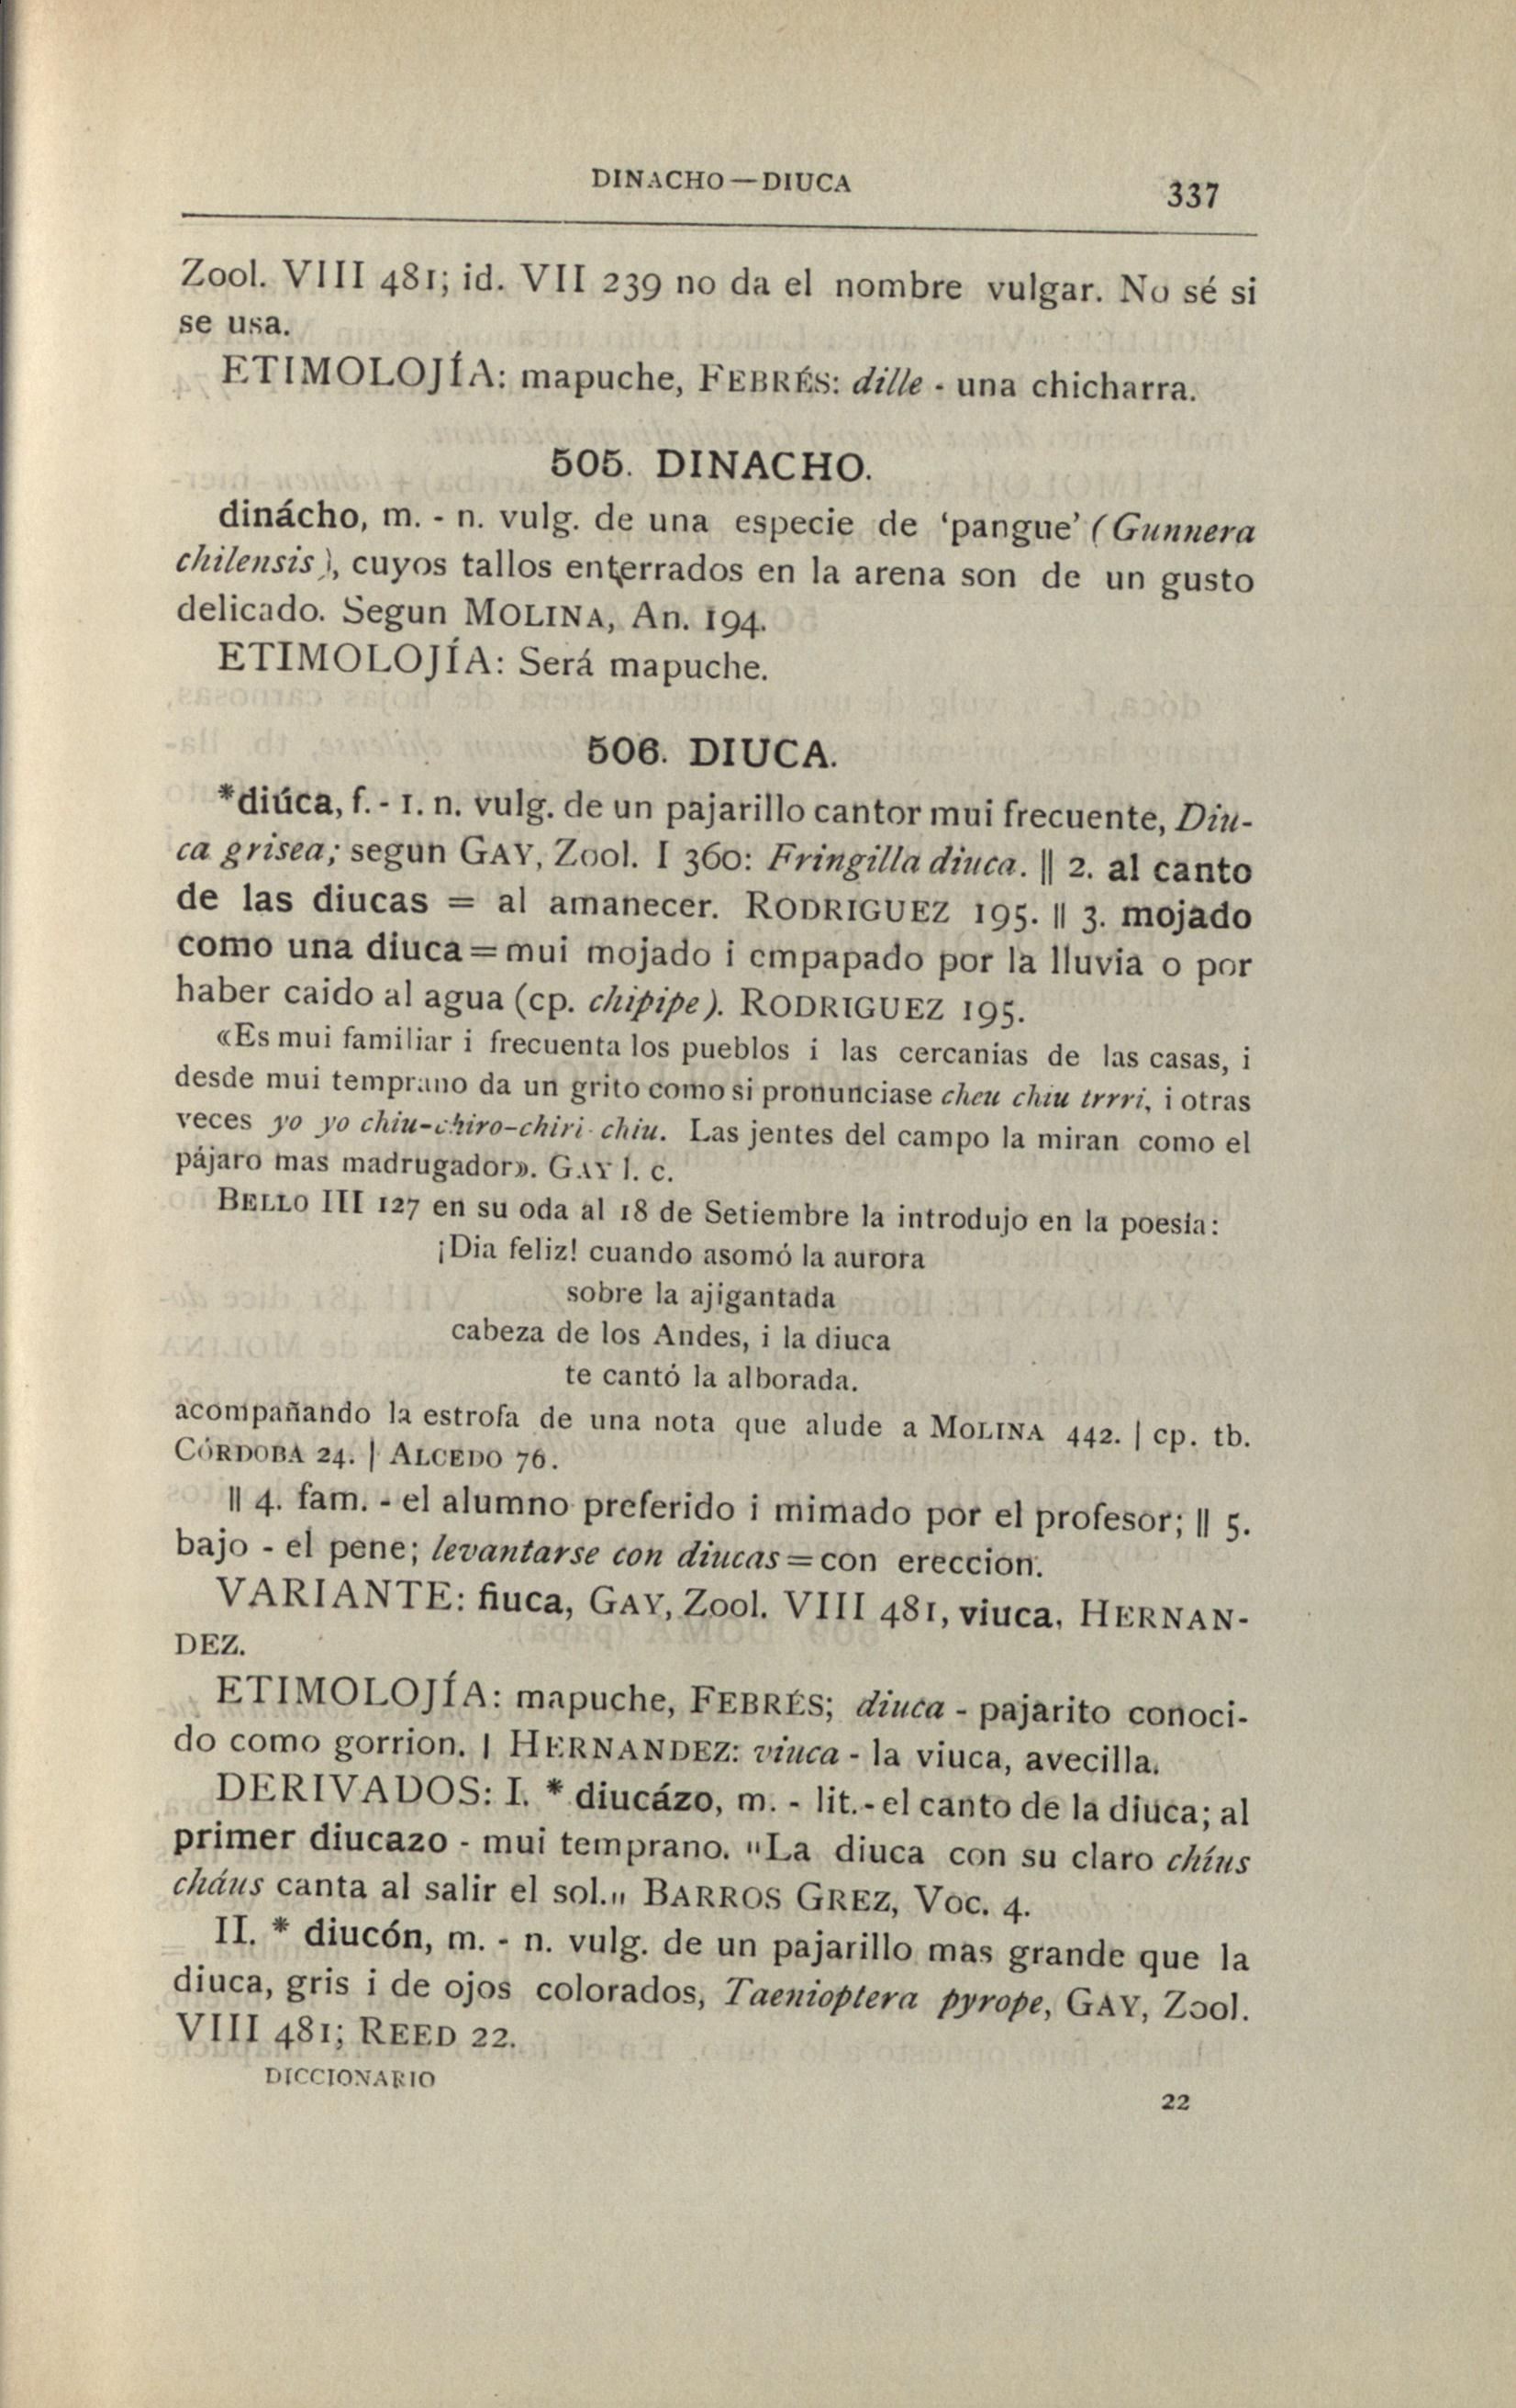 DINACHO—DIUCA
337
Zool. VIII 481; id. VII 239 no da el nombre vulgar. No sé si
se usa.
ETIMOLOJÍA: mapuche, FEBRÉS: dille - una chicharra.
505. DINACHO.
dinácho, m. - n. vulg. de una especie de ‘pangue’ (Gunnera
chilensis), cuyos tallos enterrados en la arena son de un gusto
delicado. Segun MOLINA, An. 194.
ETIMOLOJÍA: Será mapuche.
506. DIUCA.
*diúca, f. - 1. n. vulg. de un pajarillo cantor mui frecuente, Diu-
ca grisea; segun GAY, Zool. I 360: Fringilla diuca. || 2. al canto
de las diucas = al amanecer. RODRIGUEZ 195. || 3. mojado
como una diuca = mui mojado i empapado por la lluvia o por
haber caido al agua (cp. chipipe). RODRIGUEZ 195.
«Es mui familiar i frecuenta los pueblos i las cercanias de las casas, i
desde mui temprano da un grito como si pronunciase cheu chiu trrri, i otras
veces yo yo chiu-chiro-chiri- chiu. Las jentes del campo la miran como el
pájaro mas madrugador». GAY l. c.
BELLO III 127 en su oda al 18 de Setiembre la introdujo en la poesía:
¡Dia feliz! cuando asomó la aurora
sobre la ajigantada
cabeza de los Andes, i la diuca
te cantó la alborada.
acompañando la estrofa de una nota que alude a MOLINA 442. | cp. tb.
CÓRDOBA 24. | ALCEDO 76.
|| 4. fam. - el alumno preferido i mimado por el profesor; || 5.
bajo - el pene; levantarse con diucas = con ereccion.
VARIANTE: fiuca, GAY, Zool. VIII 481, viuca, HERNAN-
DEZ.
ETIMOLOJÍA: mapuche, FEBRÉS; diuca - pajarito conoci-
do como gorrion. | HERNANDEZ: viuca - la viuca, avecilla.
DERIVADOS: I. * diucázo, m. - lit. - el canto de la diuca; al
primer diucazo - mui temprano. "La diuca con su claro chíus
cháus canta al salir el sol.„ BARROS GREZ, Voc. 4.
II. * diucón, m. - n. vulg. de un pajarillo mas grande que la
diuca, gris i de ojos colorados, Taenioptera pyrope, GAY, Zool.
VIII 481; REED 22.
DICCIONARIO
22